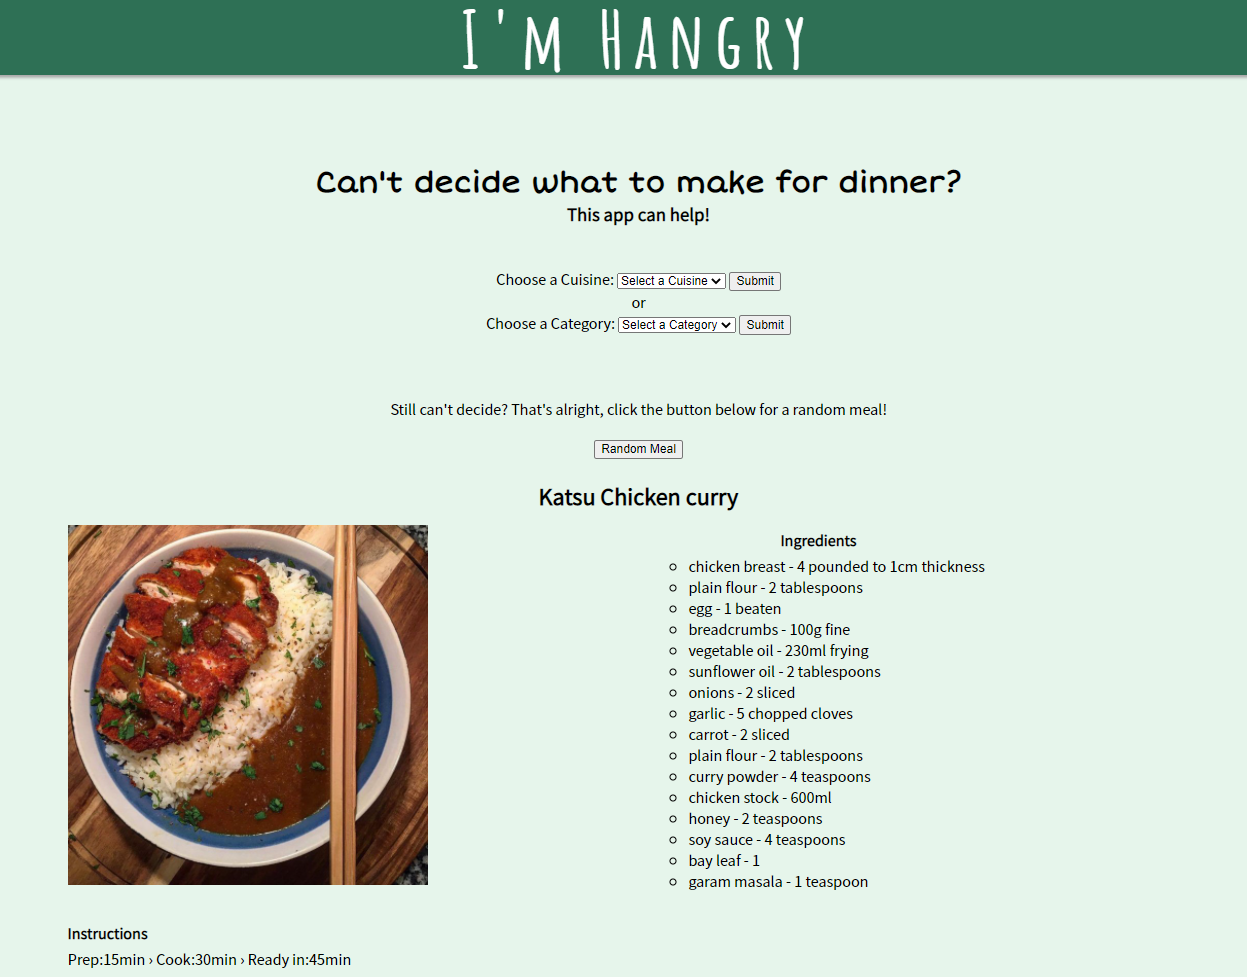 I'm Hangry
Can't decide what to make for dinner?
This app can help!
Choose a Cuisine: Select a Cuisine Submit
or
Choose a Category: Select a Category Submit
Still can't decide? That's alright, click the button below for a random meal!
Random Meal
Katsu Chicken curry
Ingredients
chicken breast - 4 pounded to 1cm thickness
plain flour - 2 tablespoons
egg - 1 beaten
breadcrumbs - 100g fine
vegetable oil - 230ml frying
sunflower oil - 2 tablespoons
onions - 2 sliced
garlic - 5 chopped cloves
carrot - 2 sliced
plain flour - 2 tablespoons
curry powder - 4 teaspoons
chicken stock - 600ml
honey - 2 teaspoons
soy sauce - 4 teaspoons
bay leaf - 1
garam masala - 1 teaspoon
Instructions
Prep:15min › Cook:30min › Ready in:45min